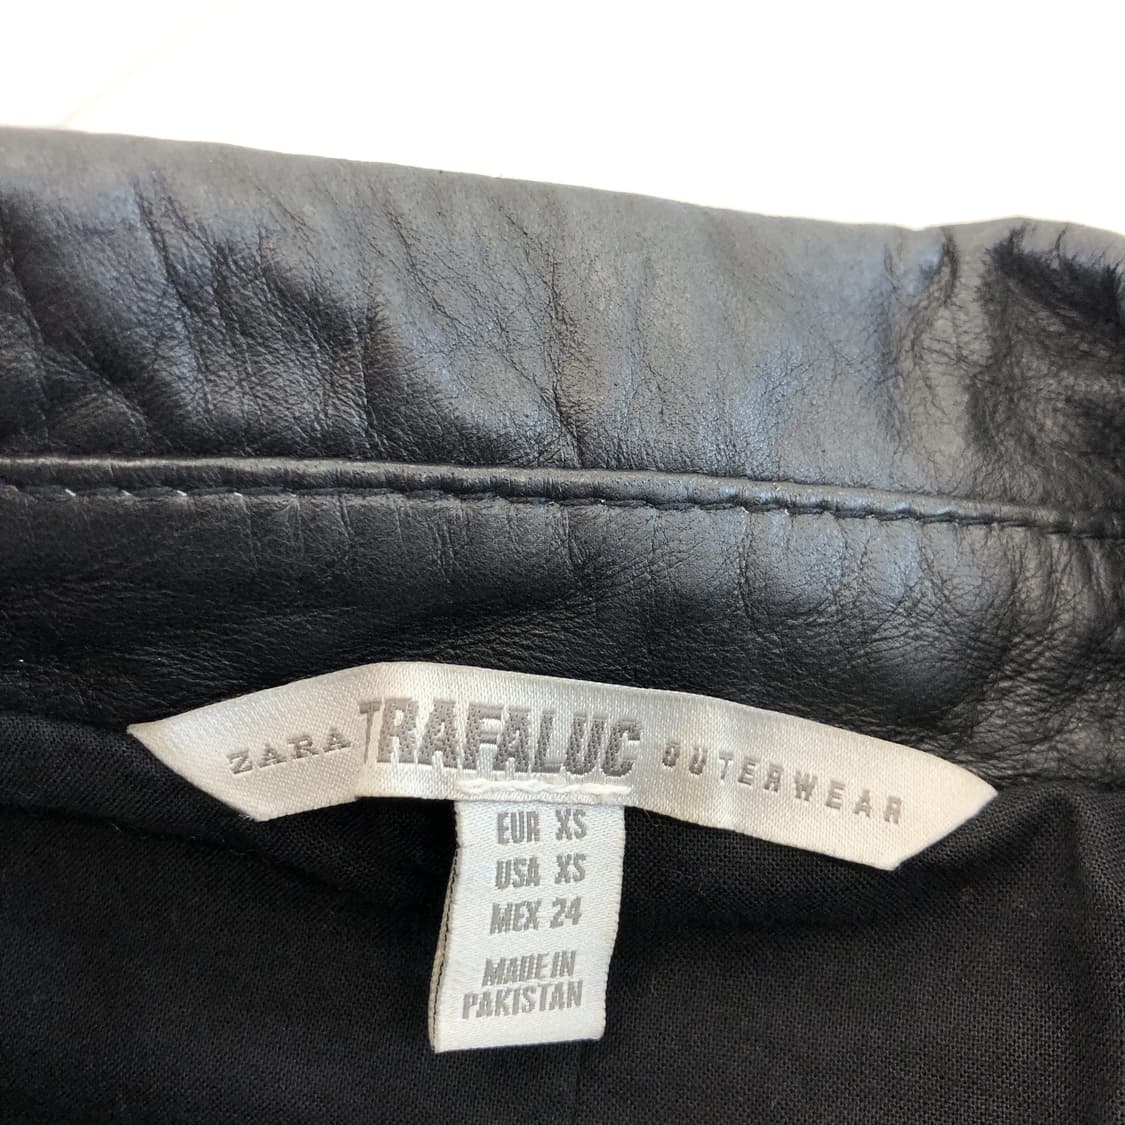 ZARA TRAFALUC OUTERWEAR
EUR XS
USA XS
MEX 24
MADE IN
PAKISTAN